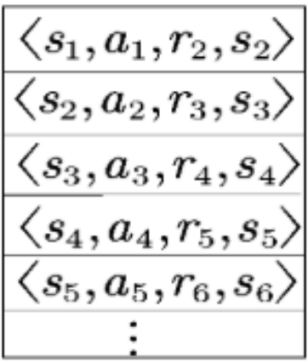 ⟨s₁, a₁, r₂, s₂⟩
⟨s₂, a₂, r₃, s₃⟩
⟨s₃, a₃, r₄, s₄⟩
⟨s₄, a₄, r₅, s₅⟩
⟨s₅, a₅, r₆, s₆⟩
⋮